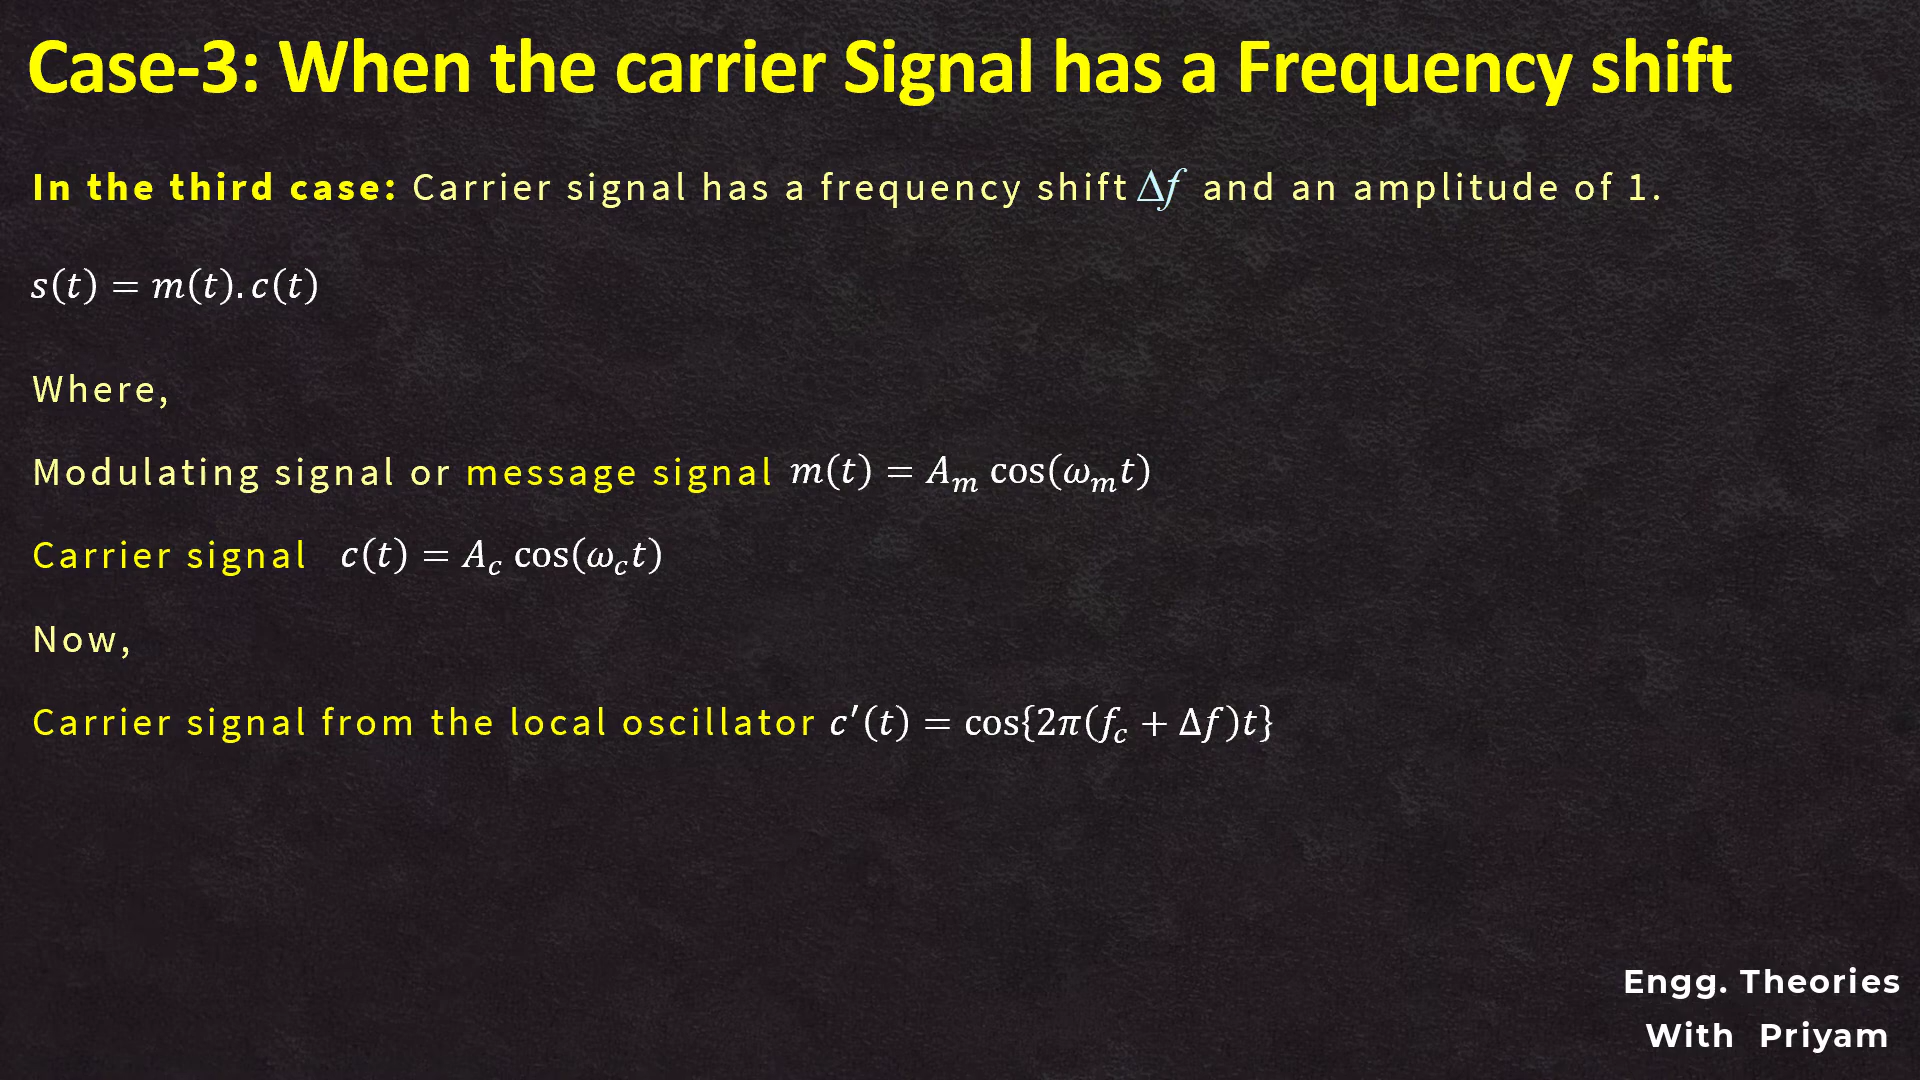 Case-3: When the carrier Signal has a Frequency shift
In the third case: Carrier signal has a frequency shift Δf and an amplitude of 1.
s(t) = m(t).c(t)
Where,
Modulating signal or message signal m(t) = Aₘ cos(ωₘt)
Carrier signal c(t) = A_c cos(ω_c t)
Now,
Carrier signal from the local oscillator c′(t) = cos{2π(f_c + Δf)t}
Engg. Theories
With Priyam